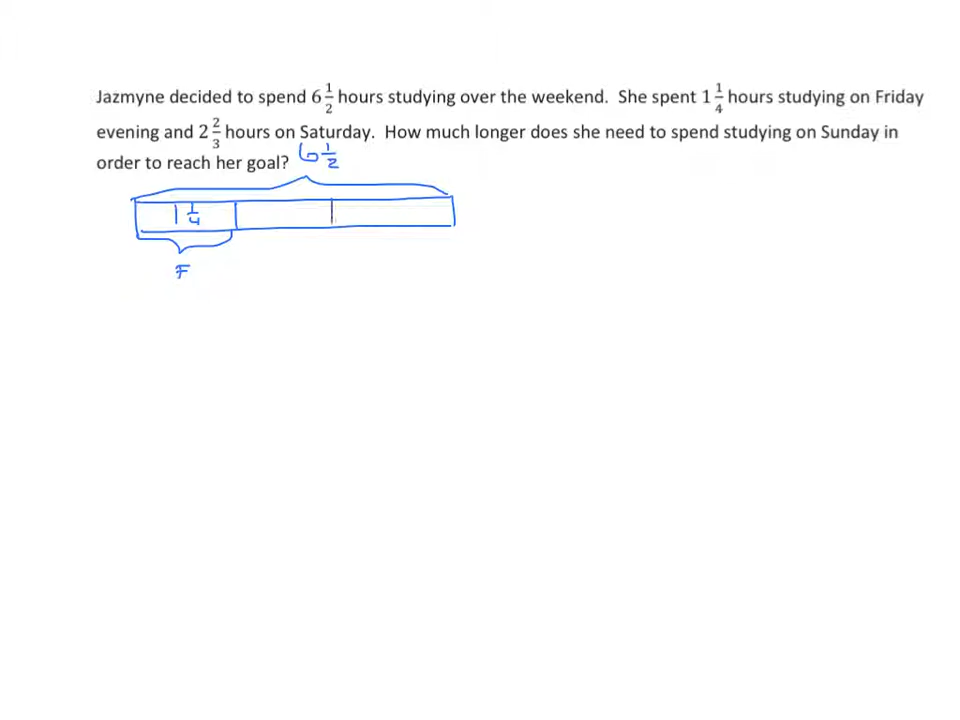 Jazmyne decided to spend 6 1/2 hours studying over the weekend. She spent 1 1/4 hours studying on Friday
evening and 2 2/3 hours on Saturday. How much longer does she need to spend studying on Sunday in
order to reach her goal?
6 1/2
1 1/4
F